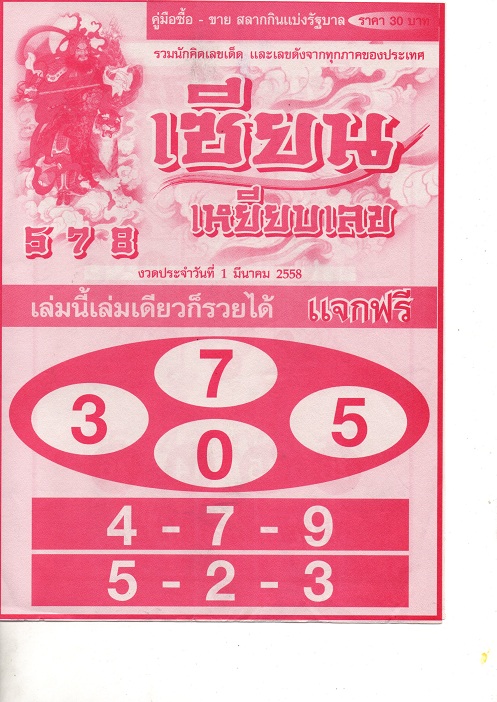 คู่มือซื้อ - ขาย สลากกินแบ่งรัฐบาล ราคา 30 บาท
รวมนักคิดเลขเด็ด และเลขดังจากทุกภาคของประเทศ
เซียน
เหยียบเลข
5 7 8
งวดประจำวันที่ 1 มีนาคม 2558
เล่มนี้เล่มเดียวก็รวยได้ แจกฟรี
7
3 5
0
4 - 7 - 9
5 - 2 - 3